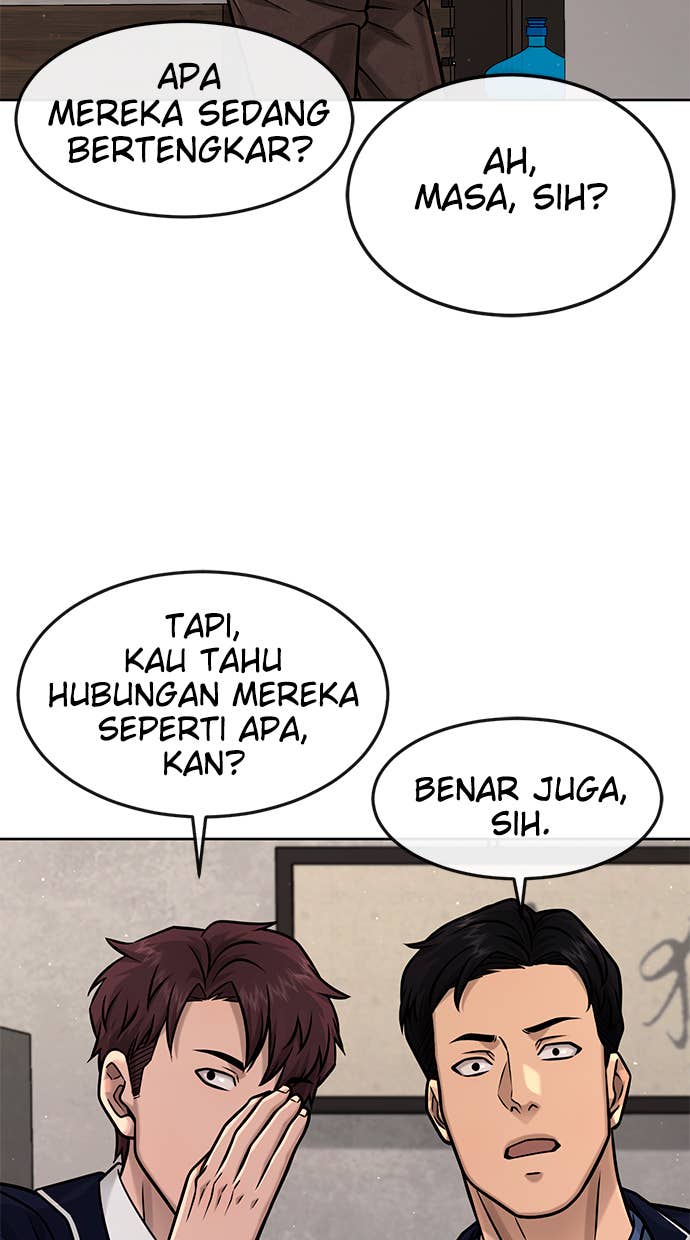 APA
MEREKA SEDANG
BERTENGKAR?
AH,
MASA, SIH?
TAPI,
KAU TAHU
HUBUNGAN MEREKA
SEPERTI APA,
KAN?
BENAR JUGA,
SIH.